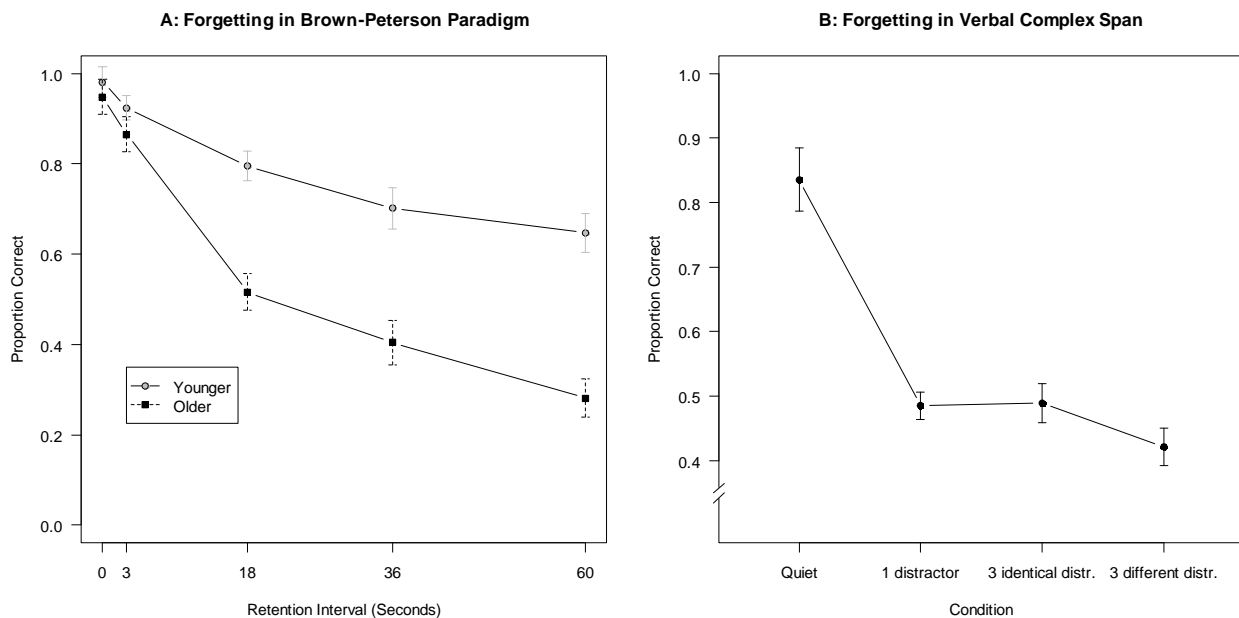 A: Forgetting in Brown-Peterson Paradigm
Proportion Correct
1.0
0.8
0.6
0.4
0.2
0.0
Younger
Older
0 3 18 36 60
Retention Interval (Seconds)
B: Forgetting in Verbal Complex Span
Proportion Correct
1.0
0.9
0.8
0.7
0.6
0.5
0.4
Quiet 1 distractor 3 identical distr. 3 different distr.
Condition